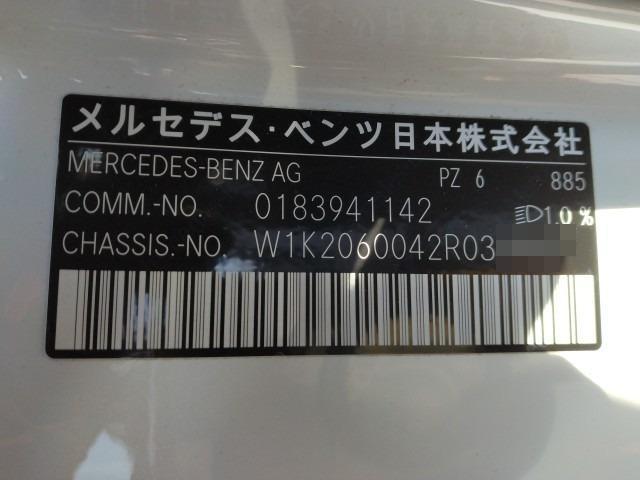 メルセデス・ベンツ日本株式会社
MERCEDES-BENZ AG PZ 6 885
COMM.-NO. 0183941142 1.0 %
CHASSIS.-NO W1K2060042R03